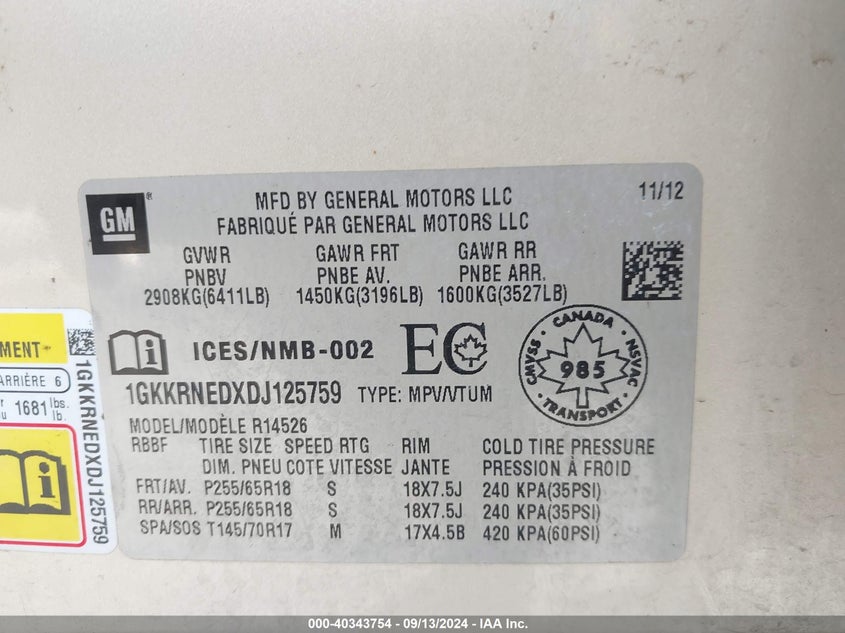 GM
®
MFD BY GENERAL MOTORS LLC
11/12
FABRIQUÉ PAR GENERAL MOTORS LLC
GVWR GAWR FRT GAWR RR
PNBV PNBE AV. PNBE ARR.
2908KG(6411LB) 1450KG(3196LB) 1600KG(3527LB)
ICES/NMB-002 EC
CANADA
CMVSS 985 NSVAC
TRANSPORT
1GKKRNEDXDJ125759 TYPE: MPV/VTUM
MODEL/MODÈLE R14526
RBBF TIRE SIZE SPEED RTG RIM COLD TIRE PRESSURE
DIM. PNEU COTE VITESSE JANTE PRESSION À FROID
FRT/AV. P255/65R18 S 18X7.5J 240 KPA(35PSI)
RR/ARR. P255/65R18 S 18X7.5J 240 KPA(35PSI)
SPA/SOS T145/70R17 M 17X4.5B 420 KPA(60PSI)
ARRIÈRE 6
1681 lbs.
lb.
1GKKRNEDXDJ125759
000-40343754 - 09/13/2024 - IAA Inc.